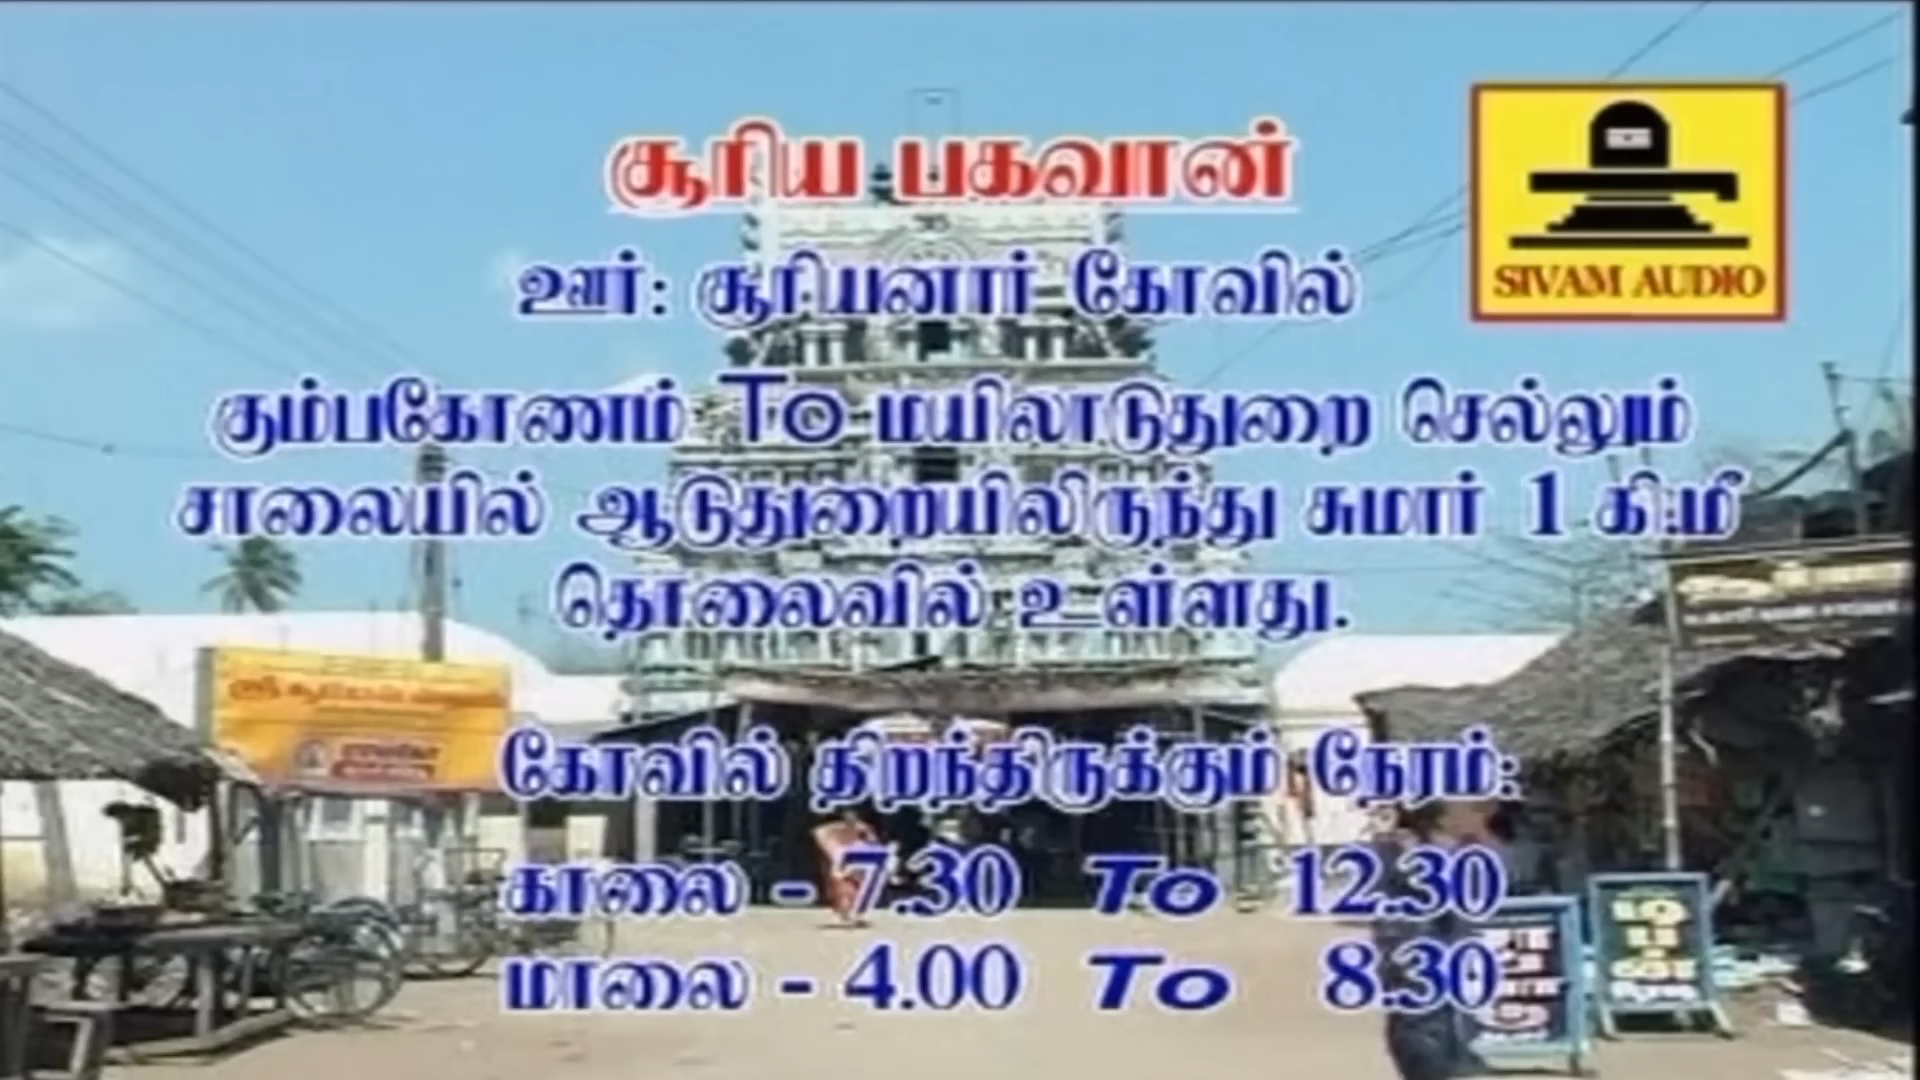 சூரிய பகவான்
SIVAM AUDIO
ஊர்: சூரியனார் கோவில்
கும்பகோணம் To மயிலாடுதுறை செல்லும்
சாலையில் ஆடுதுறையிலிருந்து சுமார் 1 கி.மீ
தொலைவில் உள்ளது.
கோவில் திறந்திருக்கும் நேரம்:
காலை - 7.30 To 12.30
மாலை - 4.00 To 8.30